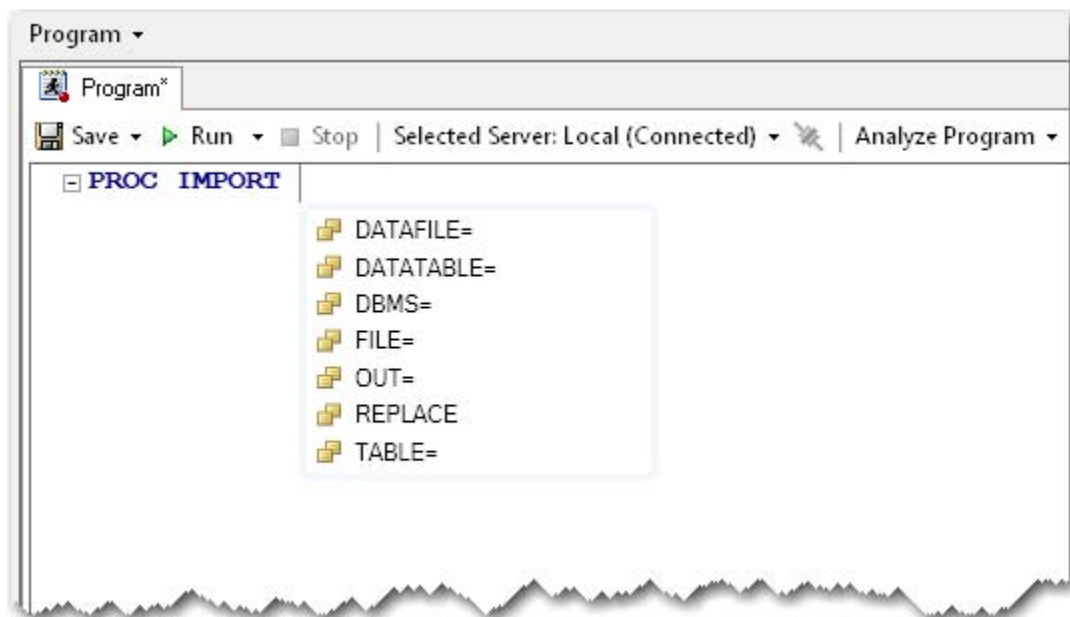 Program
Program*
Save Run Stop | Selected Server: Local (Connected) | Analyze Program
PROC IMPORT
DATAFILE=
DATATABLE=
DBMS=
FILE=
OUT=
REPLACE
TABLE=